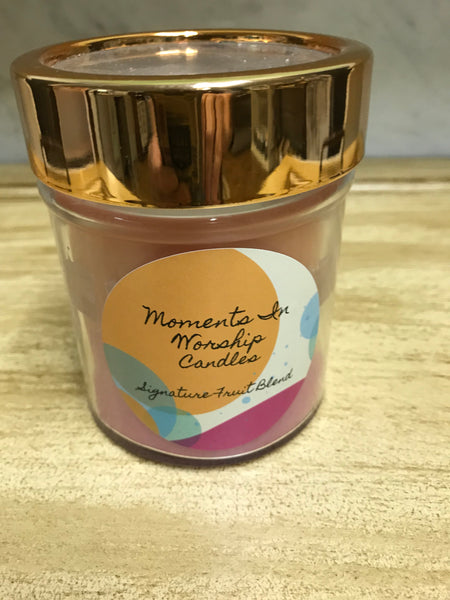 Moments In
Worship
Candles
Signature Fruit Blend